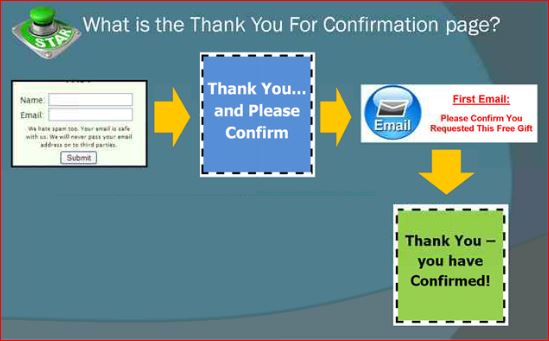 START
What is the Thank You For Confirmation page?
Name:
Email:
We hate spam too. Your email is safe
with us. We will never pass your email
address on to third parties.
Submit
Thank You...
and Please
Confirm
Email
First Email:
Please Confirm You
Requested This Free Gift
Thank You –
you have
Confirmed!